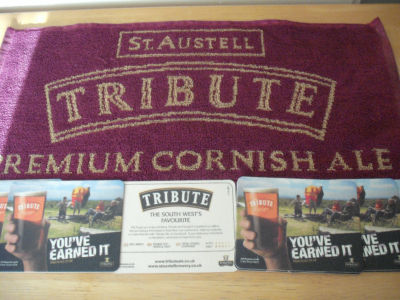 ST. AUSTELL
TRIBUTE
PREMIUM CORNISH ALE
TRIBUTE
YOU'VE
EARNED IT
TRIBUTE
THE SOUTH WEST'S
FAVOURITE
www.tributeale.co.uk
www.staustellbrewery.co.uk
TRIBUTE
YOU'VE
EARNED IT
YOU'VE
EARNED IT